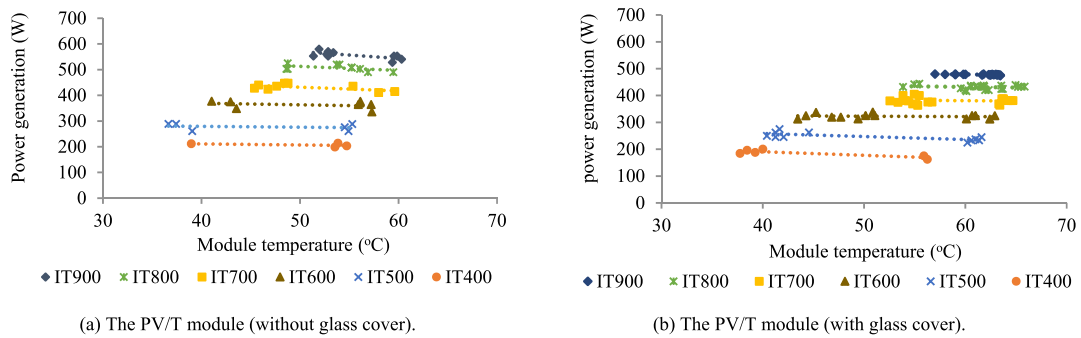 Power generation (W)
700
600
500
400
300
200
100
0
30 40 50 60 70
Module temperature (ºC)
IT900 IT800 IT700 IT600 IT500 IT400
(a) The PV/T module (without glass cover).
power generation (W)
700
600
500
400
300
200
100
0
30 40 50 60 70
Module temperature (ºC)
IT900 IT800 IT700 IT600 IT500 IT400
(b) The PV/T module (with glass cover).